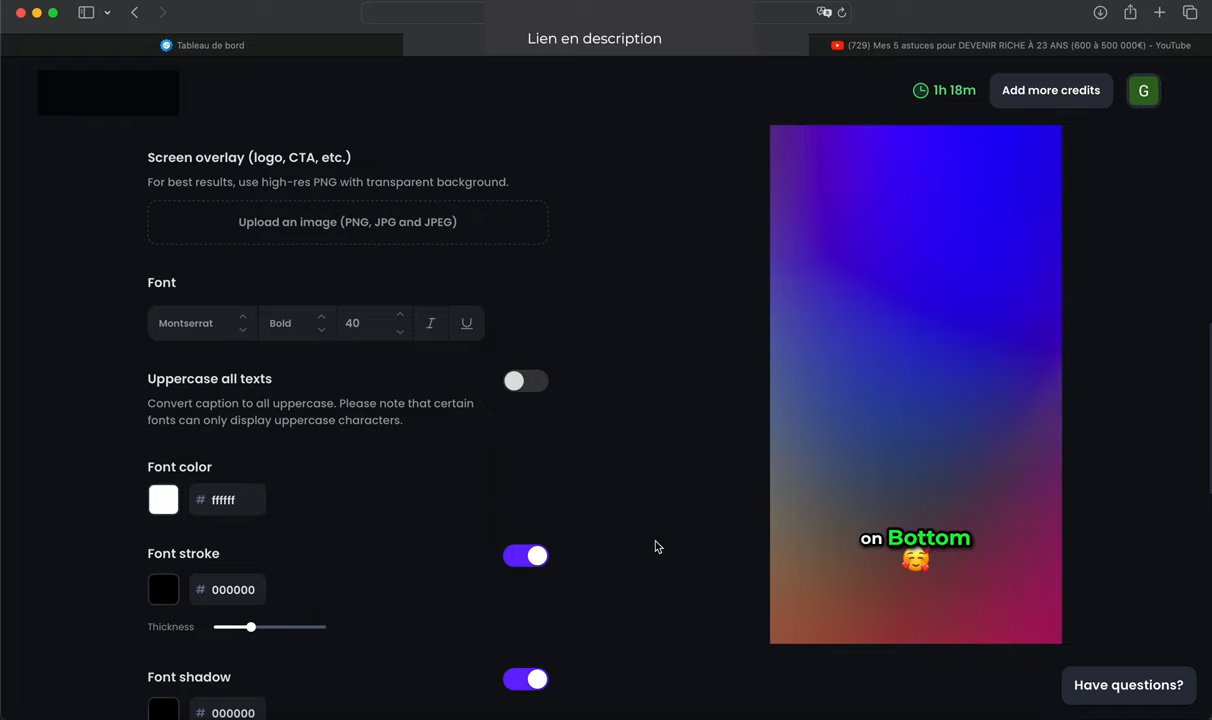 Lien en description
Tableau de bord
(729) Mes 5 astuces pour DEVENIR RICHE À 23 ANS (600 à 500 000€) - YouTube
1h 18m
Add more credits
G
Screen overlay (logo, CTA, etc.)
For best results, use high-res PNG with transparent background.
Upload an image (PNG, JPG and JPEG)
Font
Montserrat
Bold
40
I
U
Uppercase all texts
Convert caption to all uppercase. Please note that certain
fonts can only display uppercase characters.
Font color
# ffffff
Font stroke
# 000000
Thickness
Font shadow
# 000000
on Bottom
🥰
Have questions?